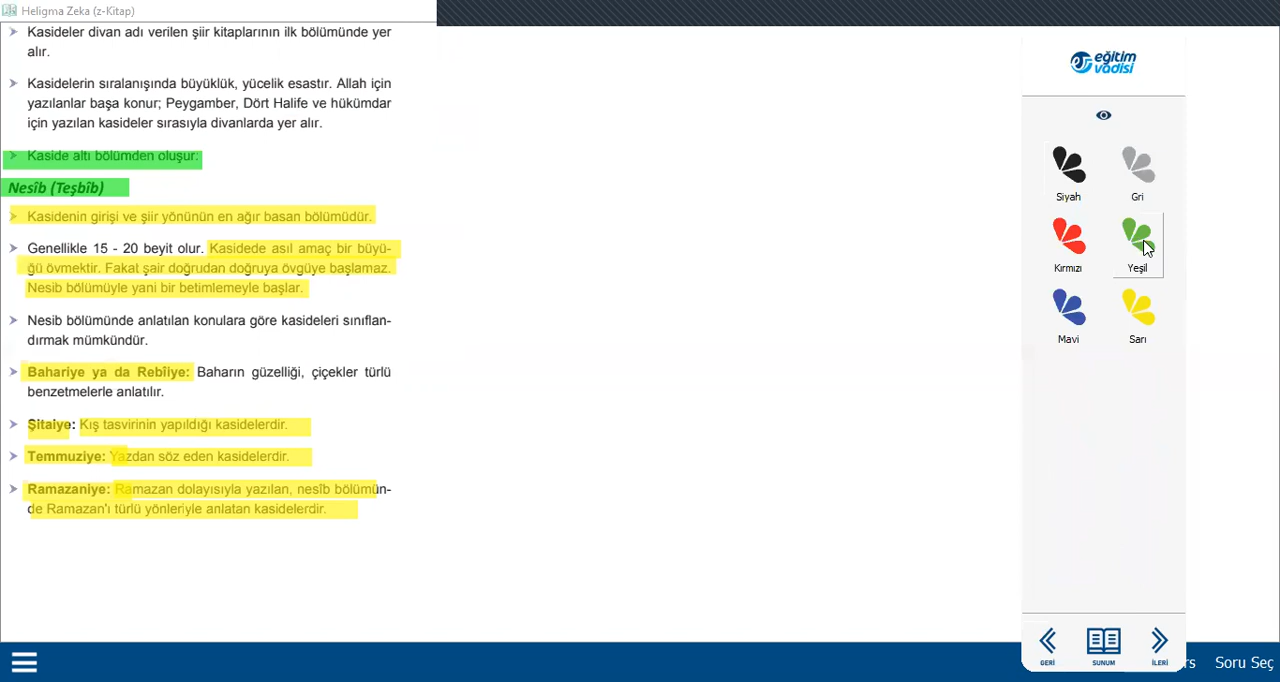 Heligma Zeka (z-Kitap)
Kasideler divan adı verilen şiir kitaplarının ilk bölümünde yer
alır.
Kasidelerin sıralanışında büyüklük, yücelik esastır. Allah için
yazılanlar başa konur; Peygamber, Dört Halife ve hükümdar
için yazılan kasideler sırasıyla divanlarda yer alır.
Kaside altı bölümden oluşur:
Nesîb (Teşbîb)
Kasidenin girişi ve şiir yönünün en ağır basan bölümüdür.
Genellikle 15 - 20 beyit olur. Kasidede asıl amaç bir büyü-
ğü övmektir. Fakat şair doğrudan doğruya övgüye başlamaz.
Nesib bölümüyle yani bir betimlemeyle başlar.
Nesib bölümünde anlatılan konulara göre kasideleri sınıflan-
dırmak mümkündür.
Bahariye ya da Rebîiye: Baharın güzelliği, çiçekler türlü
benzetmelerle anlatılır.
Şitaiye: Kış tasvirinin yapıldığı kasidelerdir.
Temmuziye: Yazdan söz eden kasidelerdir.
Ramazaniye: Ramazan dolayısıyla yazılan, nesîb bölümün-
de Ramazan'ı türlü yönleriyle anlatan kasidelerdir.
eğitim
vadisi
Siyah
Gri
Kırmızı
Yeşil
Mavi
Sarı
GERİ
SUNUM
İLERİ
rs
Soru Seç